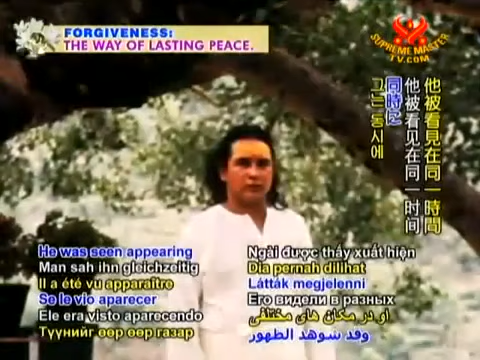 FORGIVENESS:
THE WAY OF LASTING PEACE.
SUPREME MASTER
TV.COM
他被看見在同一時間
他被看见在同一时间
同時に
그는 동시에
He was seen appearing
Man sah ihn gleichzeitig
Il a été vu apparaître
Se le vio aparecer
Ele era visto aparecendo
Түүнийг өөр өөр газар
Ngài được thấy xuất hiện
Dia pernah dilihat
Látták megjelenni
Его видели в разных
او در مکان های مختلفی
وقد شوهد الظهور